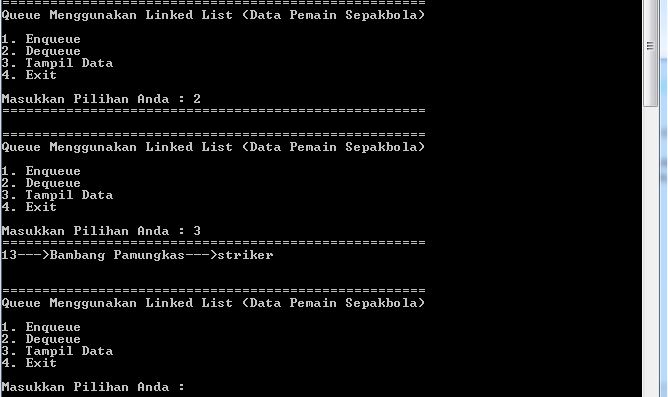 =====================================================
Queue Menggunakan Linked List (Data Pemain Sepakbola)
1. Enqueue
2. Dequeue
3. Tampil Data
4. Exit
Masukkan Pilihan Anda : 2
=====================================================
=====================================================
Queue Menggunakan Linked List (Data Pemain Sepakbola)
1. Enqueue
2. Dequeue
3. Tampil Data
4. Exit
Masukkan Pilihan Anda : 3
=====================================================
13--->Bambang Pamungkas--->striker
=====================================================
Queue Menggunakan Linked List (Data Pemain Sepakbola)
1. Enqueue
2. Dequeue
3. Tampil Data
4. Exit
Masukkan Pilihan Anda :